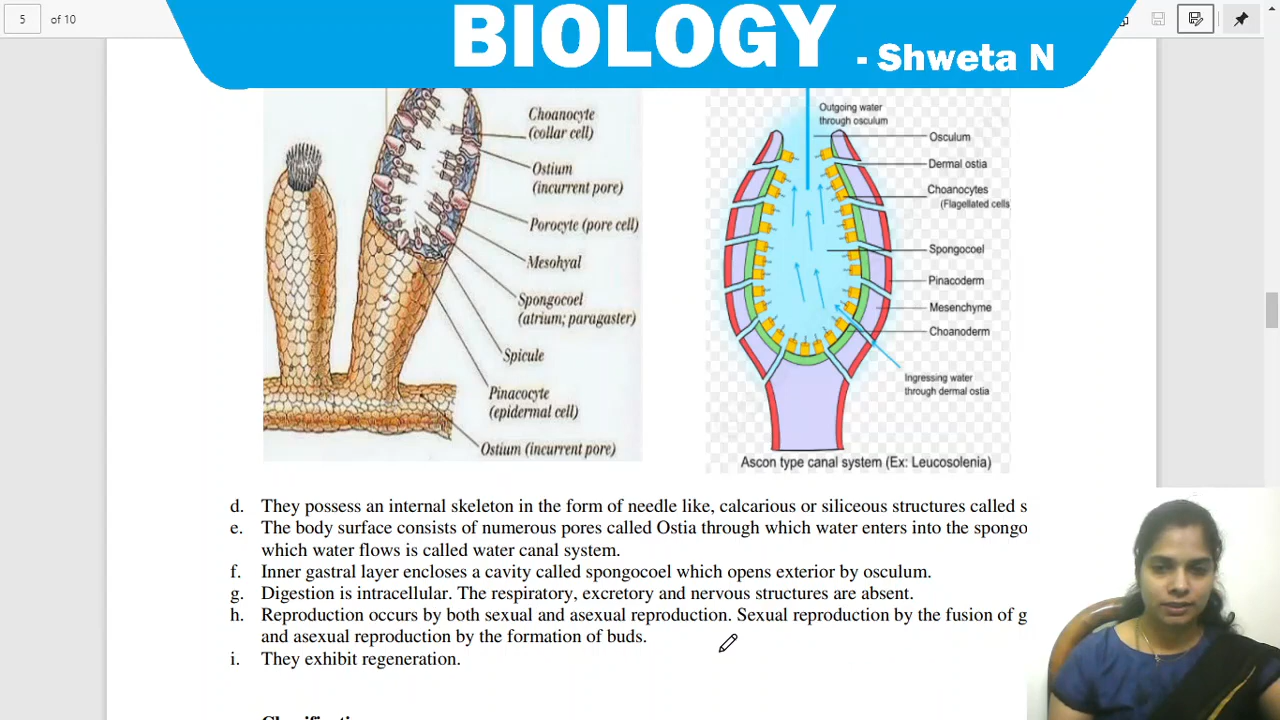 5 of 10
BIOLOGY
- Shweta N
Choanocyte
(collar cell)
Ostium
(incurrent pore)
Porocyte (pore cell)
Mesohyal
Spongocoel
(atrium; paragaster)
Spicule
Pinacocyte
(epidermal cell)
Ostium (incurrent pore)
Outgoing water
through osculum
Osculum
Dermal ostia
Choanocytes
(Flagellated cells
Spongocoel
Pinacoderm
Mesenchyme
Choanoderm
Ingressing water
through dermal ostia
Ascon type canal system (Ex: Leucosolenia)
d. They possess an internal skeleton in the form of needle like, calcarious or siliceous structures called s
e. The body surface consists of numerous pores called Ostia through which water enters into the spongo
which water flows is called water canal system.
f. Inner gastral layer encloses a cavity called spongocoel which opens exterior by osculum.
g. Digestion is intracellular. The respiratory, excretory and nervous structures are absent.
h. Reproduction occurs by both sexual and asexual reproduction. Sexual reproduction by the fusion of g
and asexual reproduction by the formation of buds.
i. They exhibit regeneration.